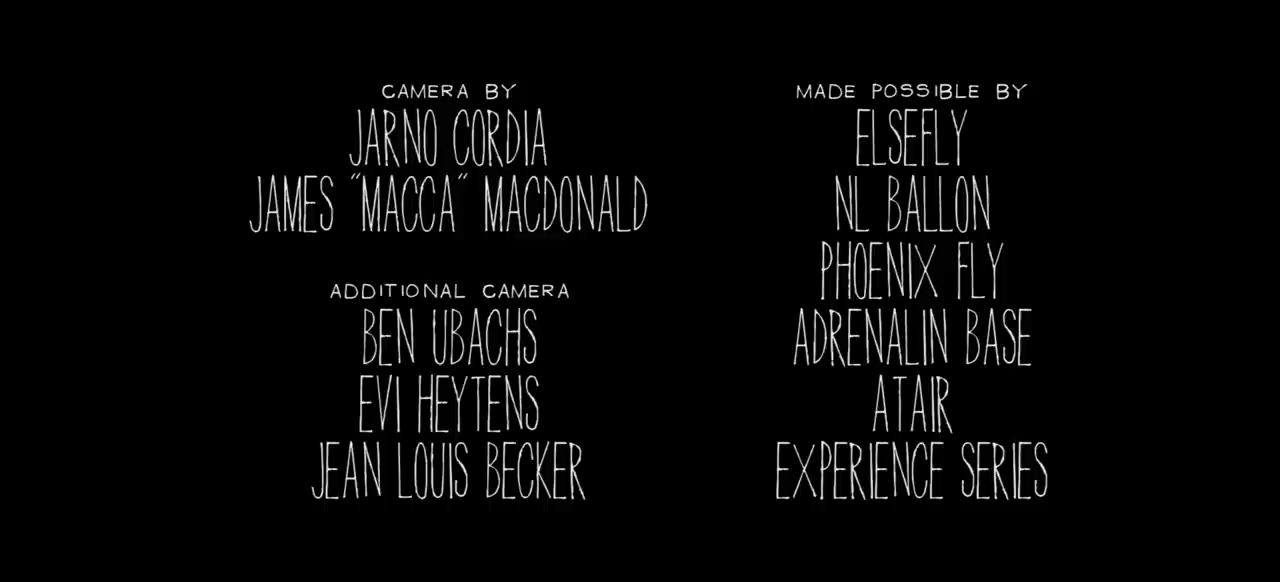 CAMERA BY
JARNO CORDIA
JAMES "MACCA" MACDONALD
ADDITIONAL CAMERA
BEN UBACHS
EVI HEYTENS
JEAN LOUIS BECKER
MADE POSSIBLE BY
ELSEFLY
NL BALLON
PHOENIX FLY
ADRENALIN BASE
ATAIR
EXPERIENCE SERIES